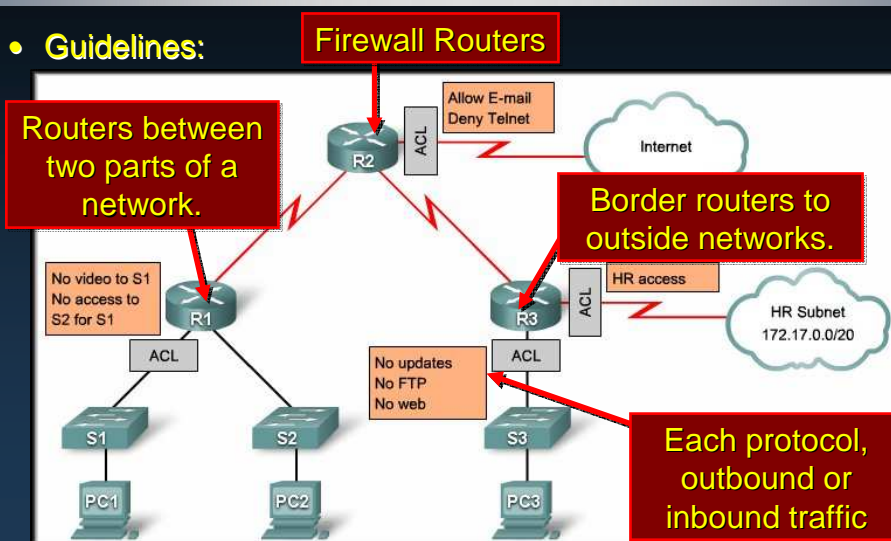 • Guidelines:
Firewall Routers
Routers between
two parts of a
network.
Allow E-mail
Deny Telnet
ACL
R2
Internet
Border routers to
outside networks.
No video to S1
No access to
S2 for S1
R1
ACL
HR access
ACL
R3
HR Subnet
172.17.0.0/20
ACL
No updates
No FTP
No web
S1
S2
S3
Each protocol,
outbound or
inbound traffic
PC1
PC2
PC3